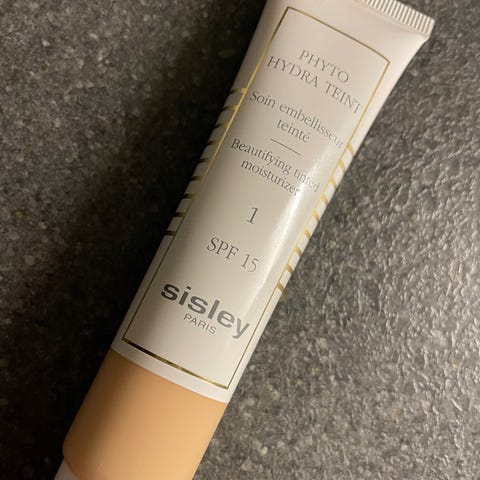 PHYTO
HYDRA TEINT
Soin embellisseur
teinté
Beautifying tinted
moisturizer
1
SPF 15
sisley
PARIS